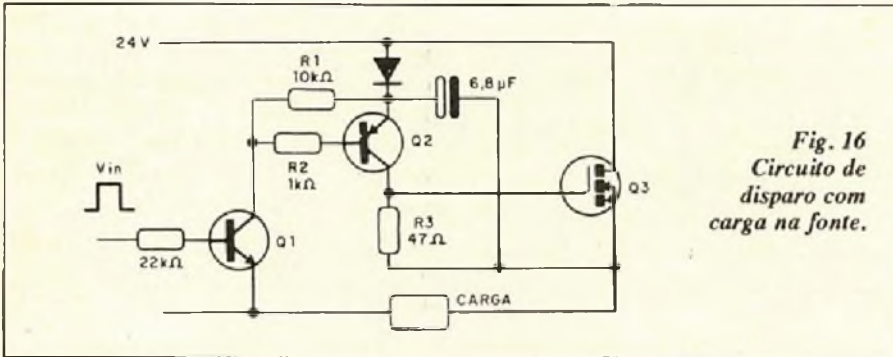 24V
R1
10kΩ
6,8µF
Q2
R2
1kΩ
Vin
Q1
22kΩ
R3
47Ω
Q3
CARGA
Fig. 16
Circuito de
disparo com
carga na fonte.